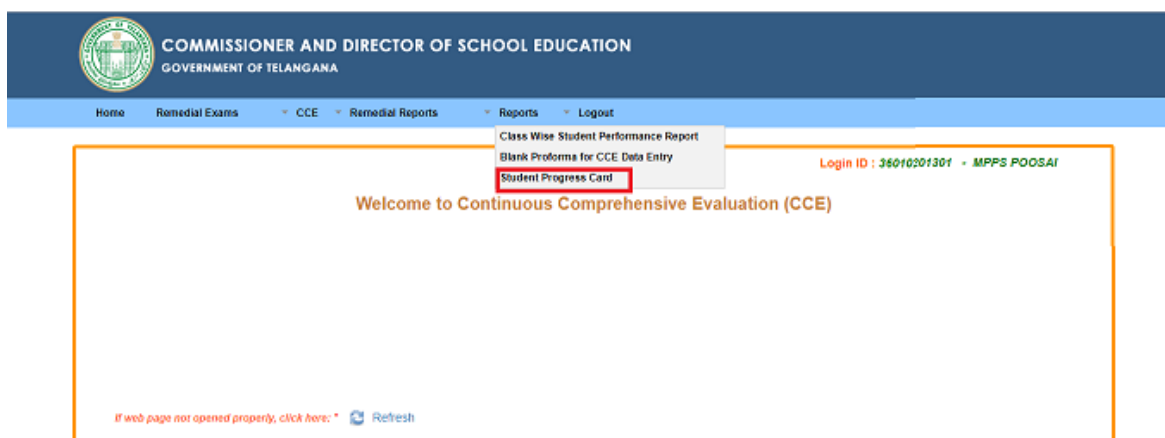 COMMISSIONER AND DIRECTOR OF SCHOOL EDUCATION
GOVERNMENT OF TELANGANA
Home Remedial Exams CCE Remedial Reports Reports Logout
Class Wise Student Performance Report
Blank Proforma for CCE Data Entry
Student Progress Card
Login ID : 36010201301 - MPPS POOSAI
Welcome to Continuous Comprehensive Evaluation (CCE)
If web page not opened properly, click here: * Refresh